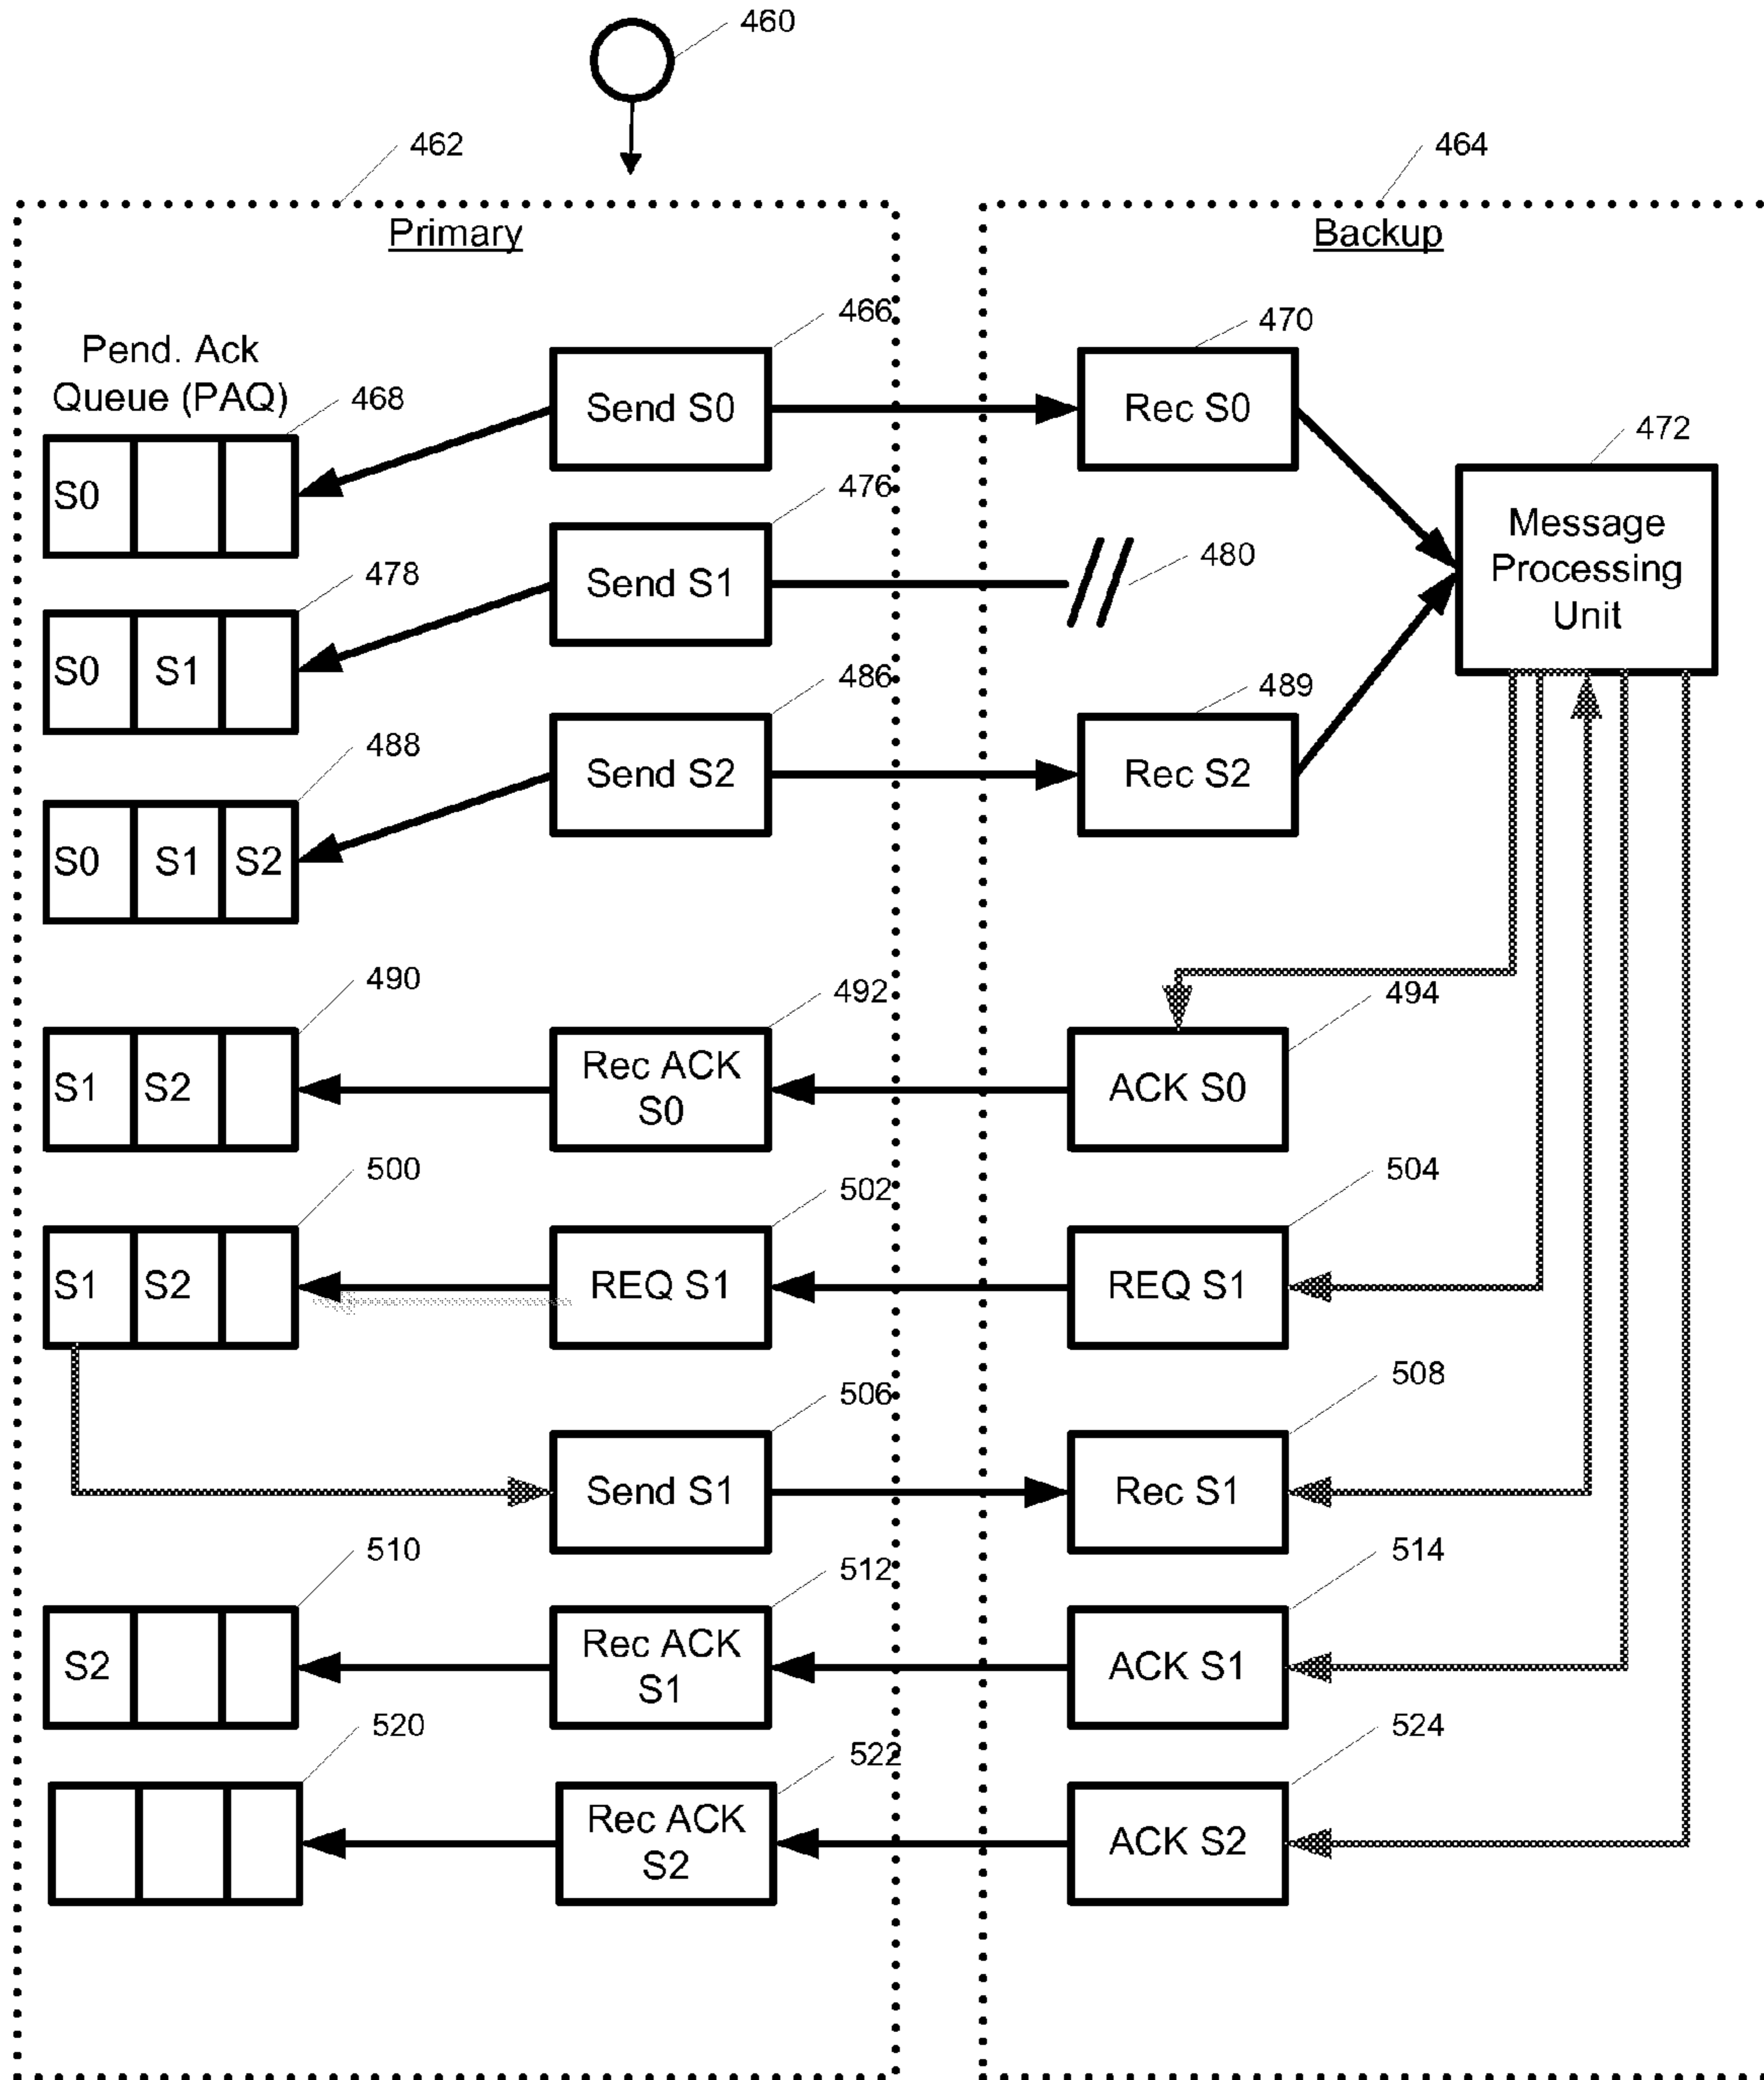 460
462
464
Primary
Backup
466
470
Pend. Ack
Queue (PAQ)
468
Send S0
Rec S0
472
S0
476
Message
Processing
Unit
478
Send S1
480
S0 S1
486
489
488
Send S2
Rec S2
S0 S1 S2
490
492
494
S1 S2
Rec ACK
S0
ACK S0
500
502
504
S1 S2
REQ S1
REQ S1
506
508
Send S1
Rec S1
510
512
514
S2
Rec ACK
S1
ACK S1
520
522
524
Rec ACK
S2
ACK S2